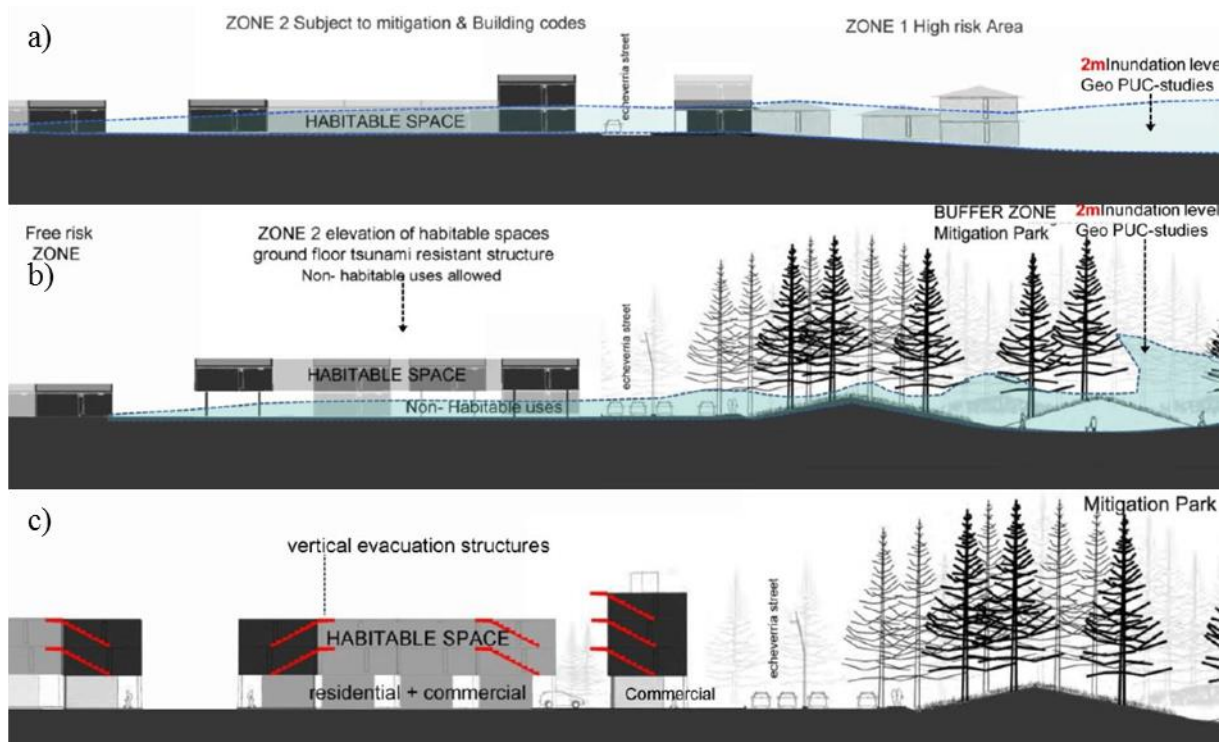 a)
ZONE 2 Subject to mitigation & Building codes
echeverria street
ZONE 1 High risk Area
2mInundation level
Geo PUC-studies
HABITABLE SPACE
b)
Free risk
ZONE
ZONE 2 elevation of habitable spaces
ground floor tsunami resistant structure
Non- habitable uses allowed
echeverria street
BUFFER ZONE
Mitigation Park
2mInundation level
Geo PUC-studies
HABITABLE SPACE
Non- Habitable uses
c)
vertical evacuation structures
HABITABLE SPACE
residential + commercial
Commercial
echeverria street
Mitigation Park